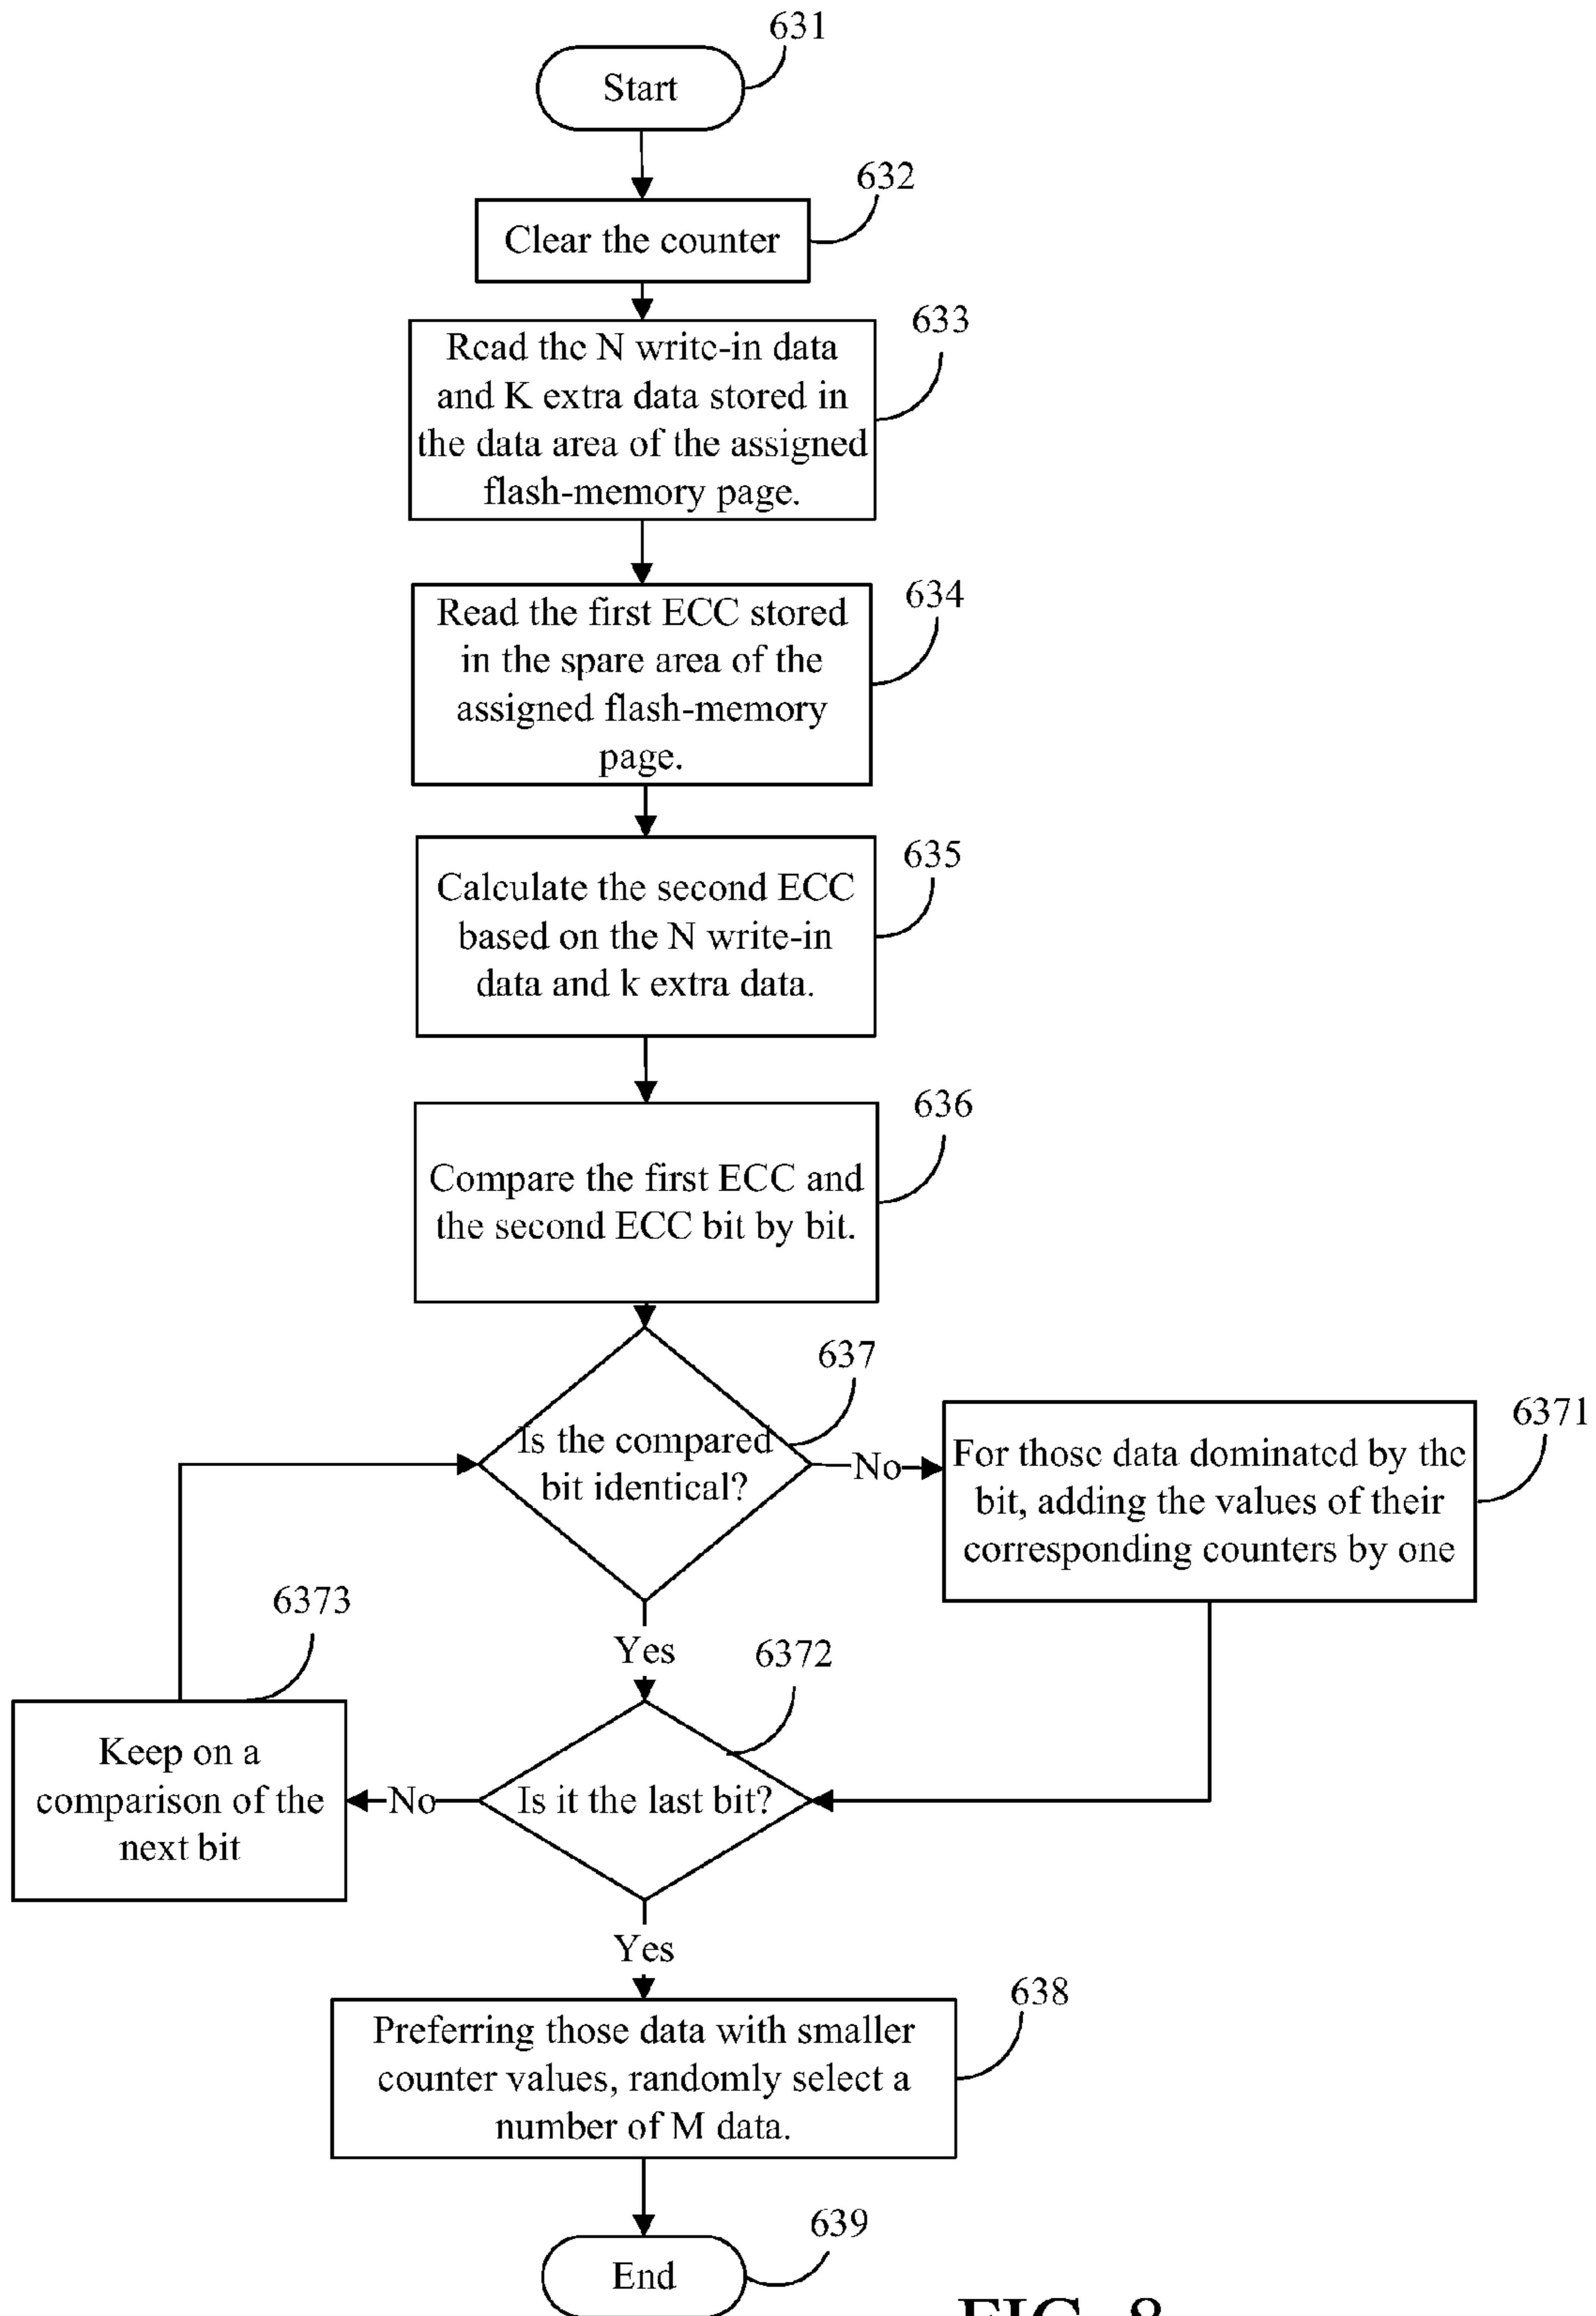 631
Start
632
Clear the counter
633
Read the N write-in data
and K extra data stored in
the data area of the assigned
flash-memory page.
634
Read the first ECC stored
in the spare area of the
assigned flash-memory
page.
635
Calculate the second ECC
based on the N write-in
data and k extra data.
636
Compare the first ECC and
the second ECC bit by bit.
637
Is the compared
bit identical?
No
6371
For those data dominated by the
bit, adding the values of their
corresponding counters by one
Yes
6373
Keep on a
comparison of the
next bit
6372
Is it the last bit?
No
Yes
638
Preferring those data with smaller
counter values, randomly select a
number of M data.
639
End
FIG. 8